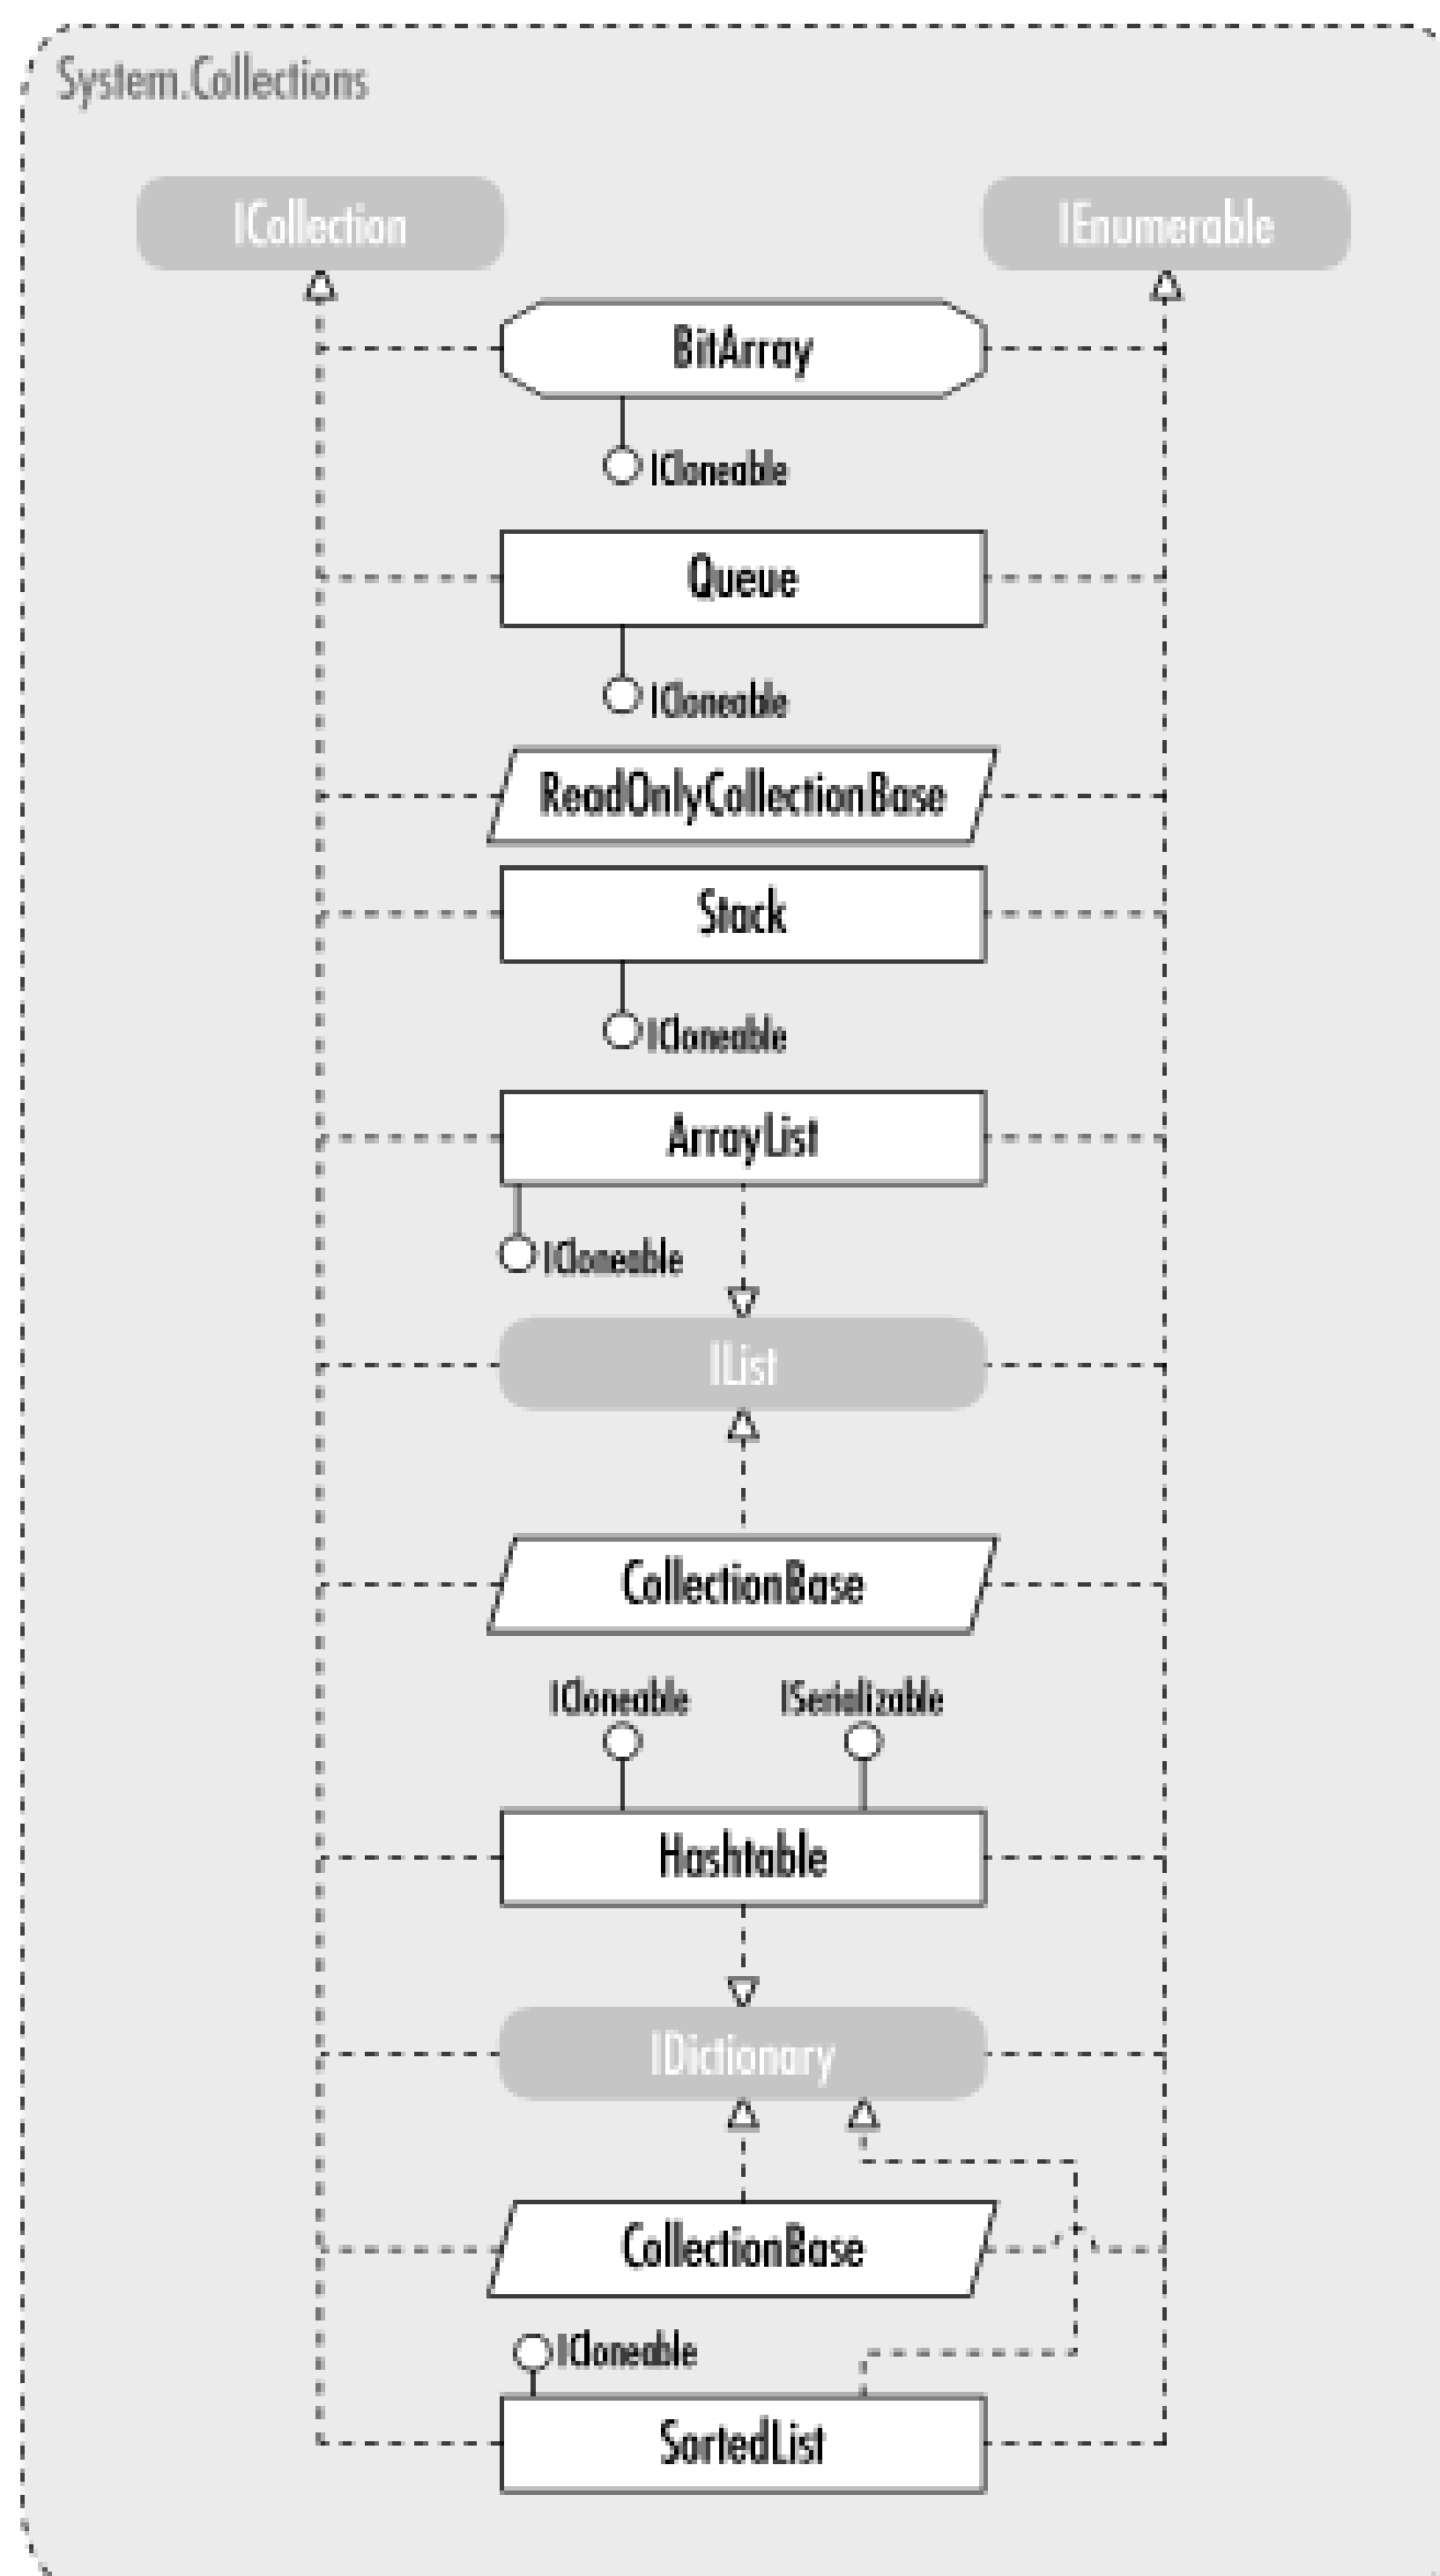 System.Collections
ICollection
IEnumerable
BitArray
ICloneable
Queue
ICloneable
ReadOnlyCollectionBase
Stack
ICloneable
ArrayList
ICloneable
IList
CollectionBase
ICloneable ISerializable
Hashtable
IDictionary
CollectionBase
ICloneable
SortedList